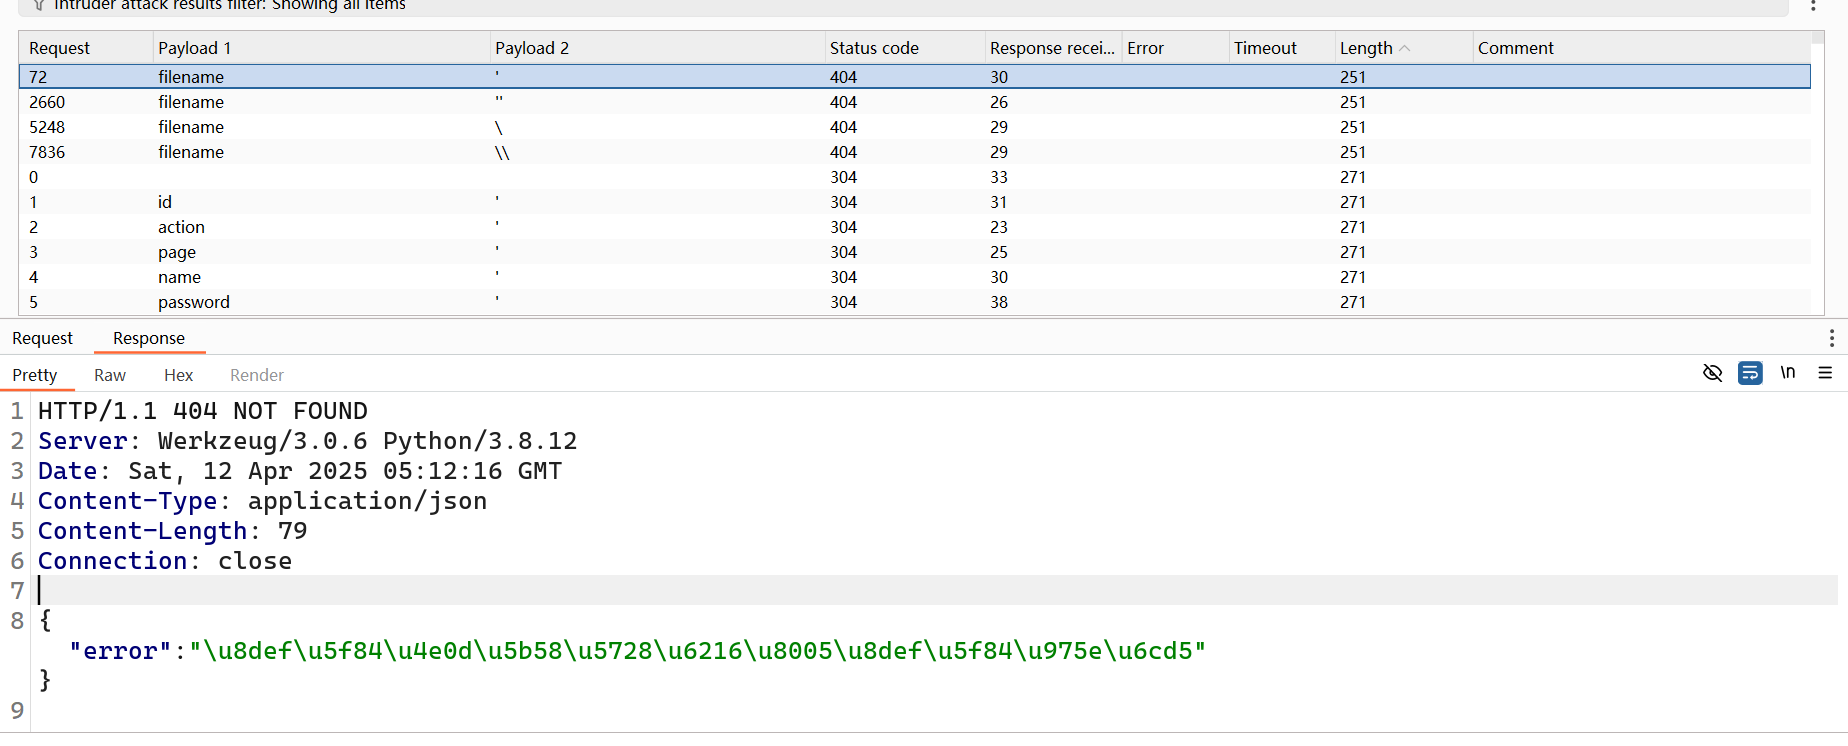 Intruder attack results filter: Showing all items
Request Payload 1 Payload 2 Status code Response recei... Error Timeout Length Comment
72 filename ' 404 30 251
2660 filename '' 404 26 251
5248 filename \ 404 29 251
7836 filename \\ 404 29 251
0 304 33 271
1 id ' 304 31 271
2 action ' 304 23 271
3 page ' 304 25 271
4 name ' 304 30 271
5 password ' 304 38 271
Request Response
Pretty Raw Hex Render \n
1 HTTP/1.1 404 NOT FOUND
2 Server: Werkzeug/3.0.6 Python/3.8.12
3 Date: Sat, 12 Apr 2025 05:12:16 GMT
4 Content-Type: application/json
5 Content-Length: 79
6 Connection: close
7
8 {
"error":"\u8def\u5f84\u4e0d\u5b58\u5728\u6216\u8005\u8def\u5f84\u975e\u6cd5"
}
9